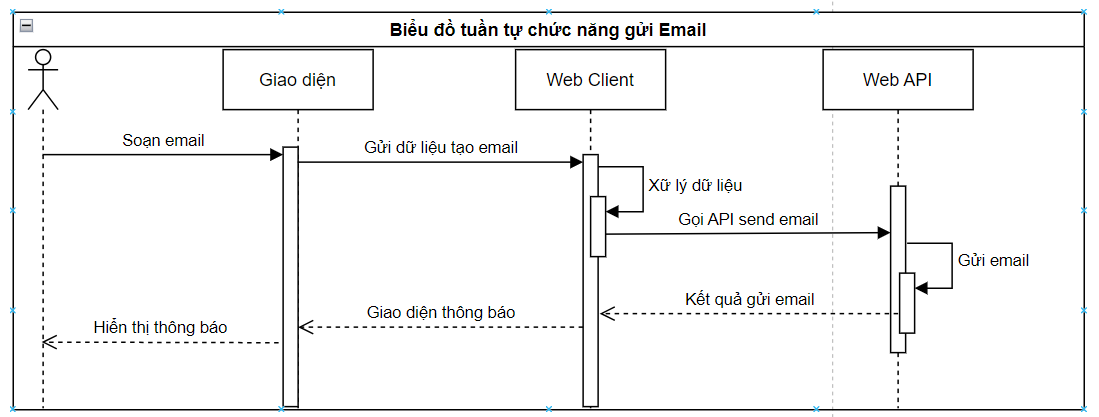 Biểu đồ tuần tự chức năng gửi Email
Giao diện
Web Client
Web API
Soạn email
Gửi dữ liệu tạo email
Xữ lý dữ liệu
Gọi API send email
Gửi email
Kết quả gửi email
Giao diện thông báo
Hiển thị thông báo